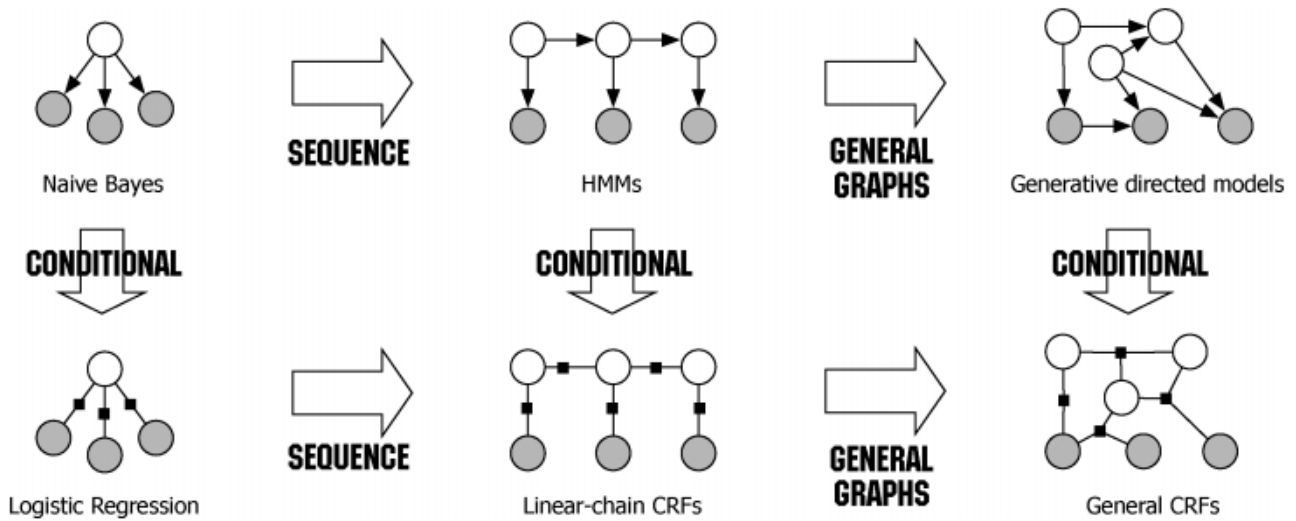 SEQUENCE
GENERAL
GRAPHS
Naive Bayes
HMMs
Generative directed models
CONDITIONAL
CONDITIONAL
CONDITIONAL
SEQUENCE
GENERAL
GRAPHS
Logistic Regression
Linear-chain CRFs
General CRFs